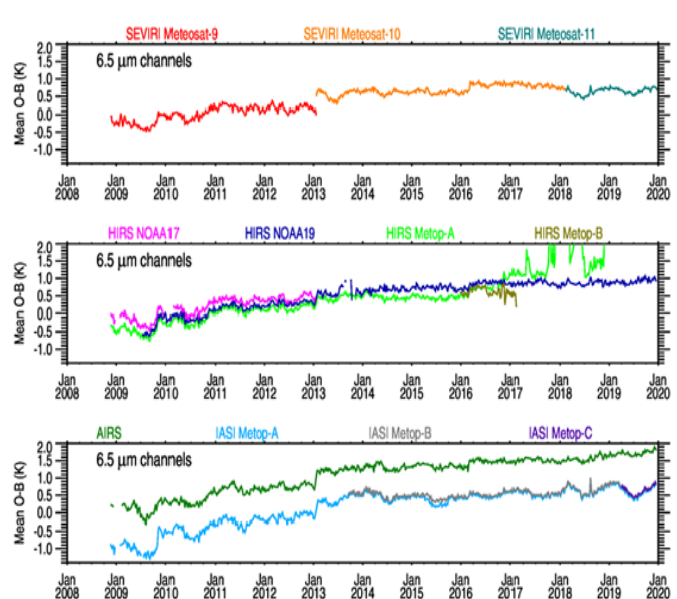 SEVIRI Meteosat-9 SEVIRI Meteosat-10 SEVIRI Meteosat-11
6.5 μm channels
Mean O-B (K)
2.0
1.5
1.0
0.5
0.0
-0.5
-1.0
Jan 2008 Jan 2009 Jan 2010 Jan 2011 Jan 2012 Jan 2013 Jan 2014 Jan 2015 Jan 2016 Jan 2017 Jan 2018 Jan 2019 Jan 2020
HIRS NOAA17 HIRS NOAA19 HIRS Metop-A HIRS Metop-B
6.5 μm channels
Mean O-B (K)
2.0
1.5
1.0
0.5
0.0
-0.5
-1.0
Jan 2008 Jan 2009 Jan 2010 Jan 2011 Jan 2012 Jan 2013 Jan 2014 Jan 2015 Jan 2016 Jan 2017 Jan 2018 Jan 2019 Jan 2020
AIRS IASI Metop-A IASI Metop-B IASI Metop-C
6.5 μm channels
Mean O-B (K)
2.0
1.5
1.0
0.5
0.0
-0.5
-1.0
Jan 2008 Jan 2009 Jan 2010 Jan 2011 Jan 2012 Jan 2013 Jan 2014 Jan 2015 Jan 2016 Jan 2017 Jan 2018 Jan 2019 Jan 2020